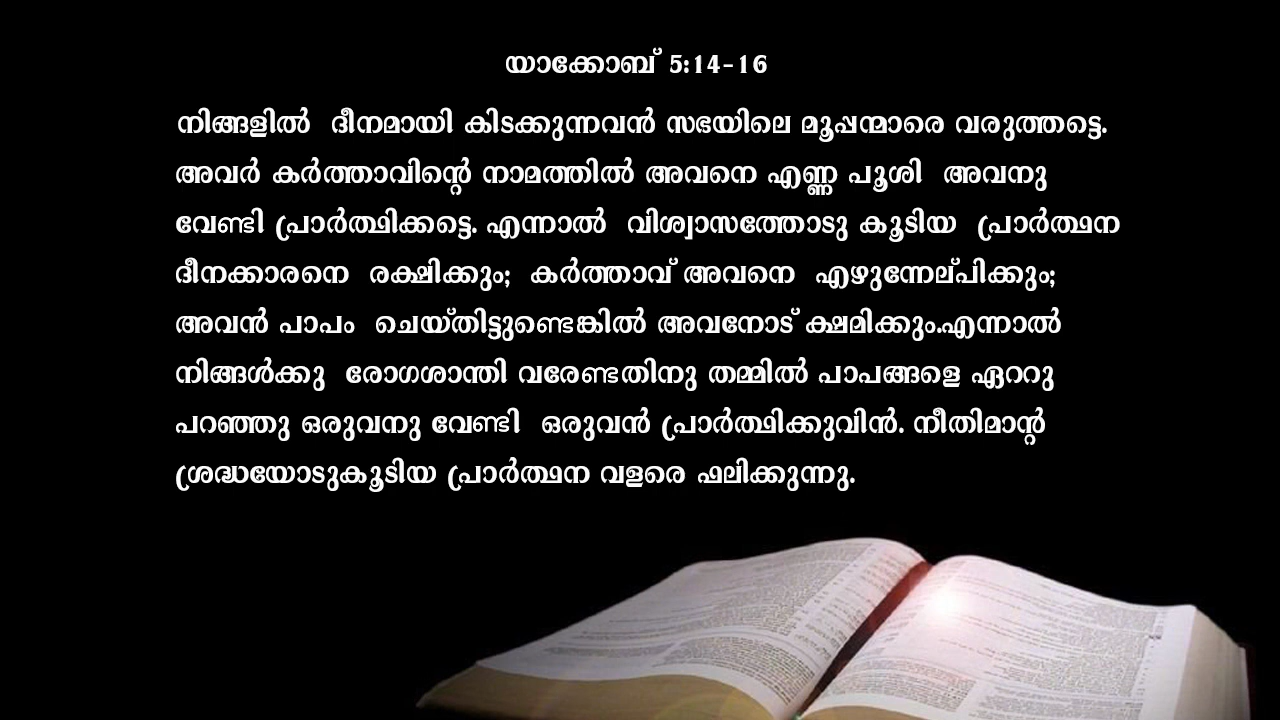 യാക്കോബ് 5:14-16
നിങ്ങളിൽ ദീനമായി കിടക്കുന്നവൻ സഭയിലെ മൂപ്പന്മാരെ വരുത്തട്ടെ.
അവർ കർത്താവിന്റെ നാമത്തിൽ അവനെ എണ്ണ പൂശി അവനു
വേണ്ടി പ്രാർത്ഥിക്കട്ടെ. എന്നാൽ വിശ്വാസത്തോടു കൂടിയ പ്രാർത്ഥന
ദീനക്കാരനെ രക്ഷിക്കും; കർത്താവ് അവനെ എഴുന്നേല്പിക്കും;
അവൻ പാപം ചെയ്തിട്ടുണ്ടെങ്കിൽ അവനോട് ക്ഷമിക്കും.എന്നാൽ
നിങ്ങൾക്കു രോഗശാന്തി വരേണ്ടതിനു തമ്മിൽ പാപങ്ങളെ ഏററു
പറഞ്ഞു ഒരുവനു വേണ്ടി ഒരുവൻ പ്രാർത്ഥിക്കുവിൻ. നീതിമാന്റ
ശ്രദ്ധയോടുകൂടിയ പ്രാർത്ഥന വളരെ ഫലിക്കുന്നു.